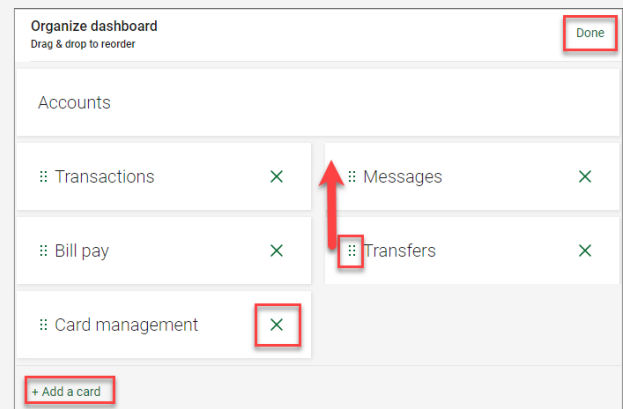 Organize dashboard
Done
Drag & drop to reorder
Accounts
Transactions
Messages
Bill pay
Transfers
Card management
+ Add a card